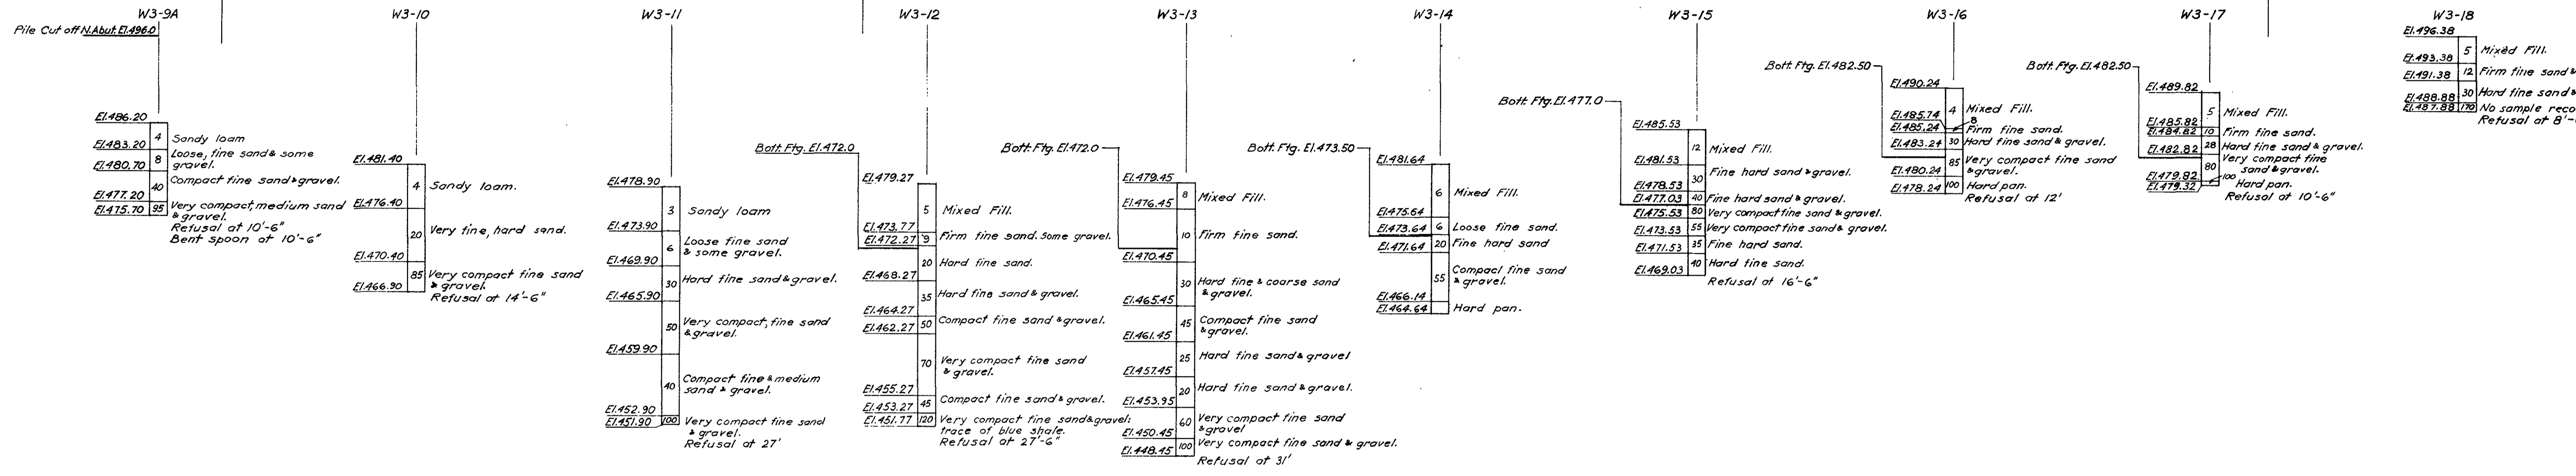 W3-9A
Pile Cut off N.Abut. El.496.0
El.486.20
4 Sandy loam
El.483.20
8 Loose, fine sand & some
gravel.
El.480.70
40 Compact fine sand & gravel.
El.477.20
95 Very compact, medium sand
& gravel.
El.475.70
Refusal at 10'-6"
Bent spoon at 10'-6"
W3-10
El.481.40
4 Sandy loam.
El.476.40
20 Very fine, hard sand.
El.470.40
85 Very compact fine sand
& gravel.
El.466.90
Refusal at 14'-6"
W3-11
El.478.90
3 Sandy loam
El.473.90
6 Loose fine sand
& some gravel.
El.469.90
30 Hard fine sand & gravel.
El.465.90
50 Very compact, fine sand
& gravel.
El.459.90
40 Compact fine & medium
sand & gravel.
El.452.90
100 Very compact fine sand
& gravel.
El.451.90
Refusal at 27'
W3-12
Bott. Ftg. El.472.0
El.479.27
5 Mixed Fill.
El.473.77
9 Firm fine sand. Some gravel.
El.472.27
20 Hard fine sand.
El.468.27
35 Hard fine sand & gravel.
El.464.27
50 Compact fine sand & gravel.
El.462.27
70 Very compact fine sand
& gravel.
El.455.27
45 Compact fine sand & gravel.
El.453.27
120 Very compact fine sand & gravel:
trace of blue shale.
El.451.77
Refusal at 27'-6"
W3-13
Bott. Ftg. El.472.0
El.479.45
8 Mixed Fill.
El.476.45
10 Firm fine sand.
El.470.45
30 Hard fine & coarse sand
& gravel.
El.465.45
45 Compact fine sand
& gravel.
El.461.45
25 Hard fine sand & gravel
El.457.45
20 Hard fine sand & gravel.
El.453.95
60 Very compact fine sand
& gravel
El.450.45
100 Very compact fine sand & gravel.
El.448.45
Refusal at 31'
W3-14
Bott. Ftg. El.473.50
El.481.64
6 Mixed Fill.
El.475.64
6 Loose fine sand.
El.473.64
20 Fine hard sand
El.471.64
55 Compact fine sand
& gravel.
El.466.14
Hard pan.
El.464.64
W3-15
Bott. Ftg. El.477.0
El.485.53
12 Mixed Fill.
El.481.53
30 Fine hard sand & gravel.
El.478.53
40 Fine hard sand & gravel.
El.477.03
80 Very compact fine sand & gravel.
El.475.53
55 Very compact fine sand & gravel.
El.473.53
35 Fine hard sand.
El.471.53
40 Hard fine sand.
El.469.03
Refusal at 16'-6"
W3-16
Bott. Ftg. El.482.50
El.490.24
4 Mixed Fill.
El.485.74
8 Firm fine sand.
El.485.24
30 Hard fine sand & gravel.
El.483.24
85 Very compact fine sand
& gravel.
El.480.24
100 Hard pan.
El.478.24
Refusal at 12'
W3-17
Bott. Ftg. El.482.50
El.489.82
5 Mixed Fill.
El.485.82
10 Firm fine sand.
El.484.82
28 Hard fine sand & gravel.
El.482.82
80 Very compact fine
sand & gravel.
El.479.82
100 Hard pan.
El.479.32
Refusal at 10'-6"
W3-18
El.496.38
5 Mixed Fill.
El.493.38
12 Firm fine sand &
El.491.38
30 Hard fine sand &
El.488.88
170 No sample reco
El.487.88
Refusal at 8'-